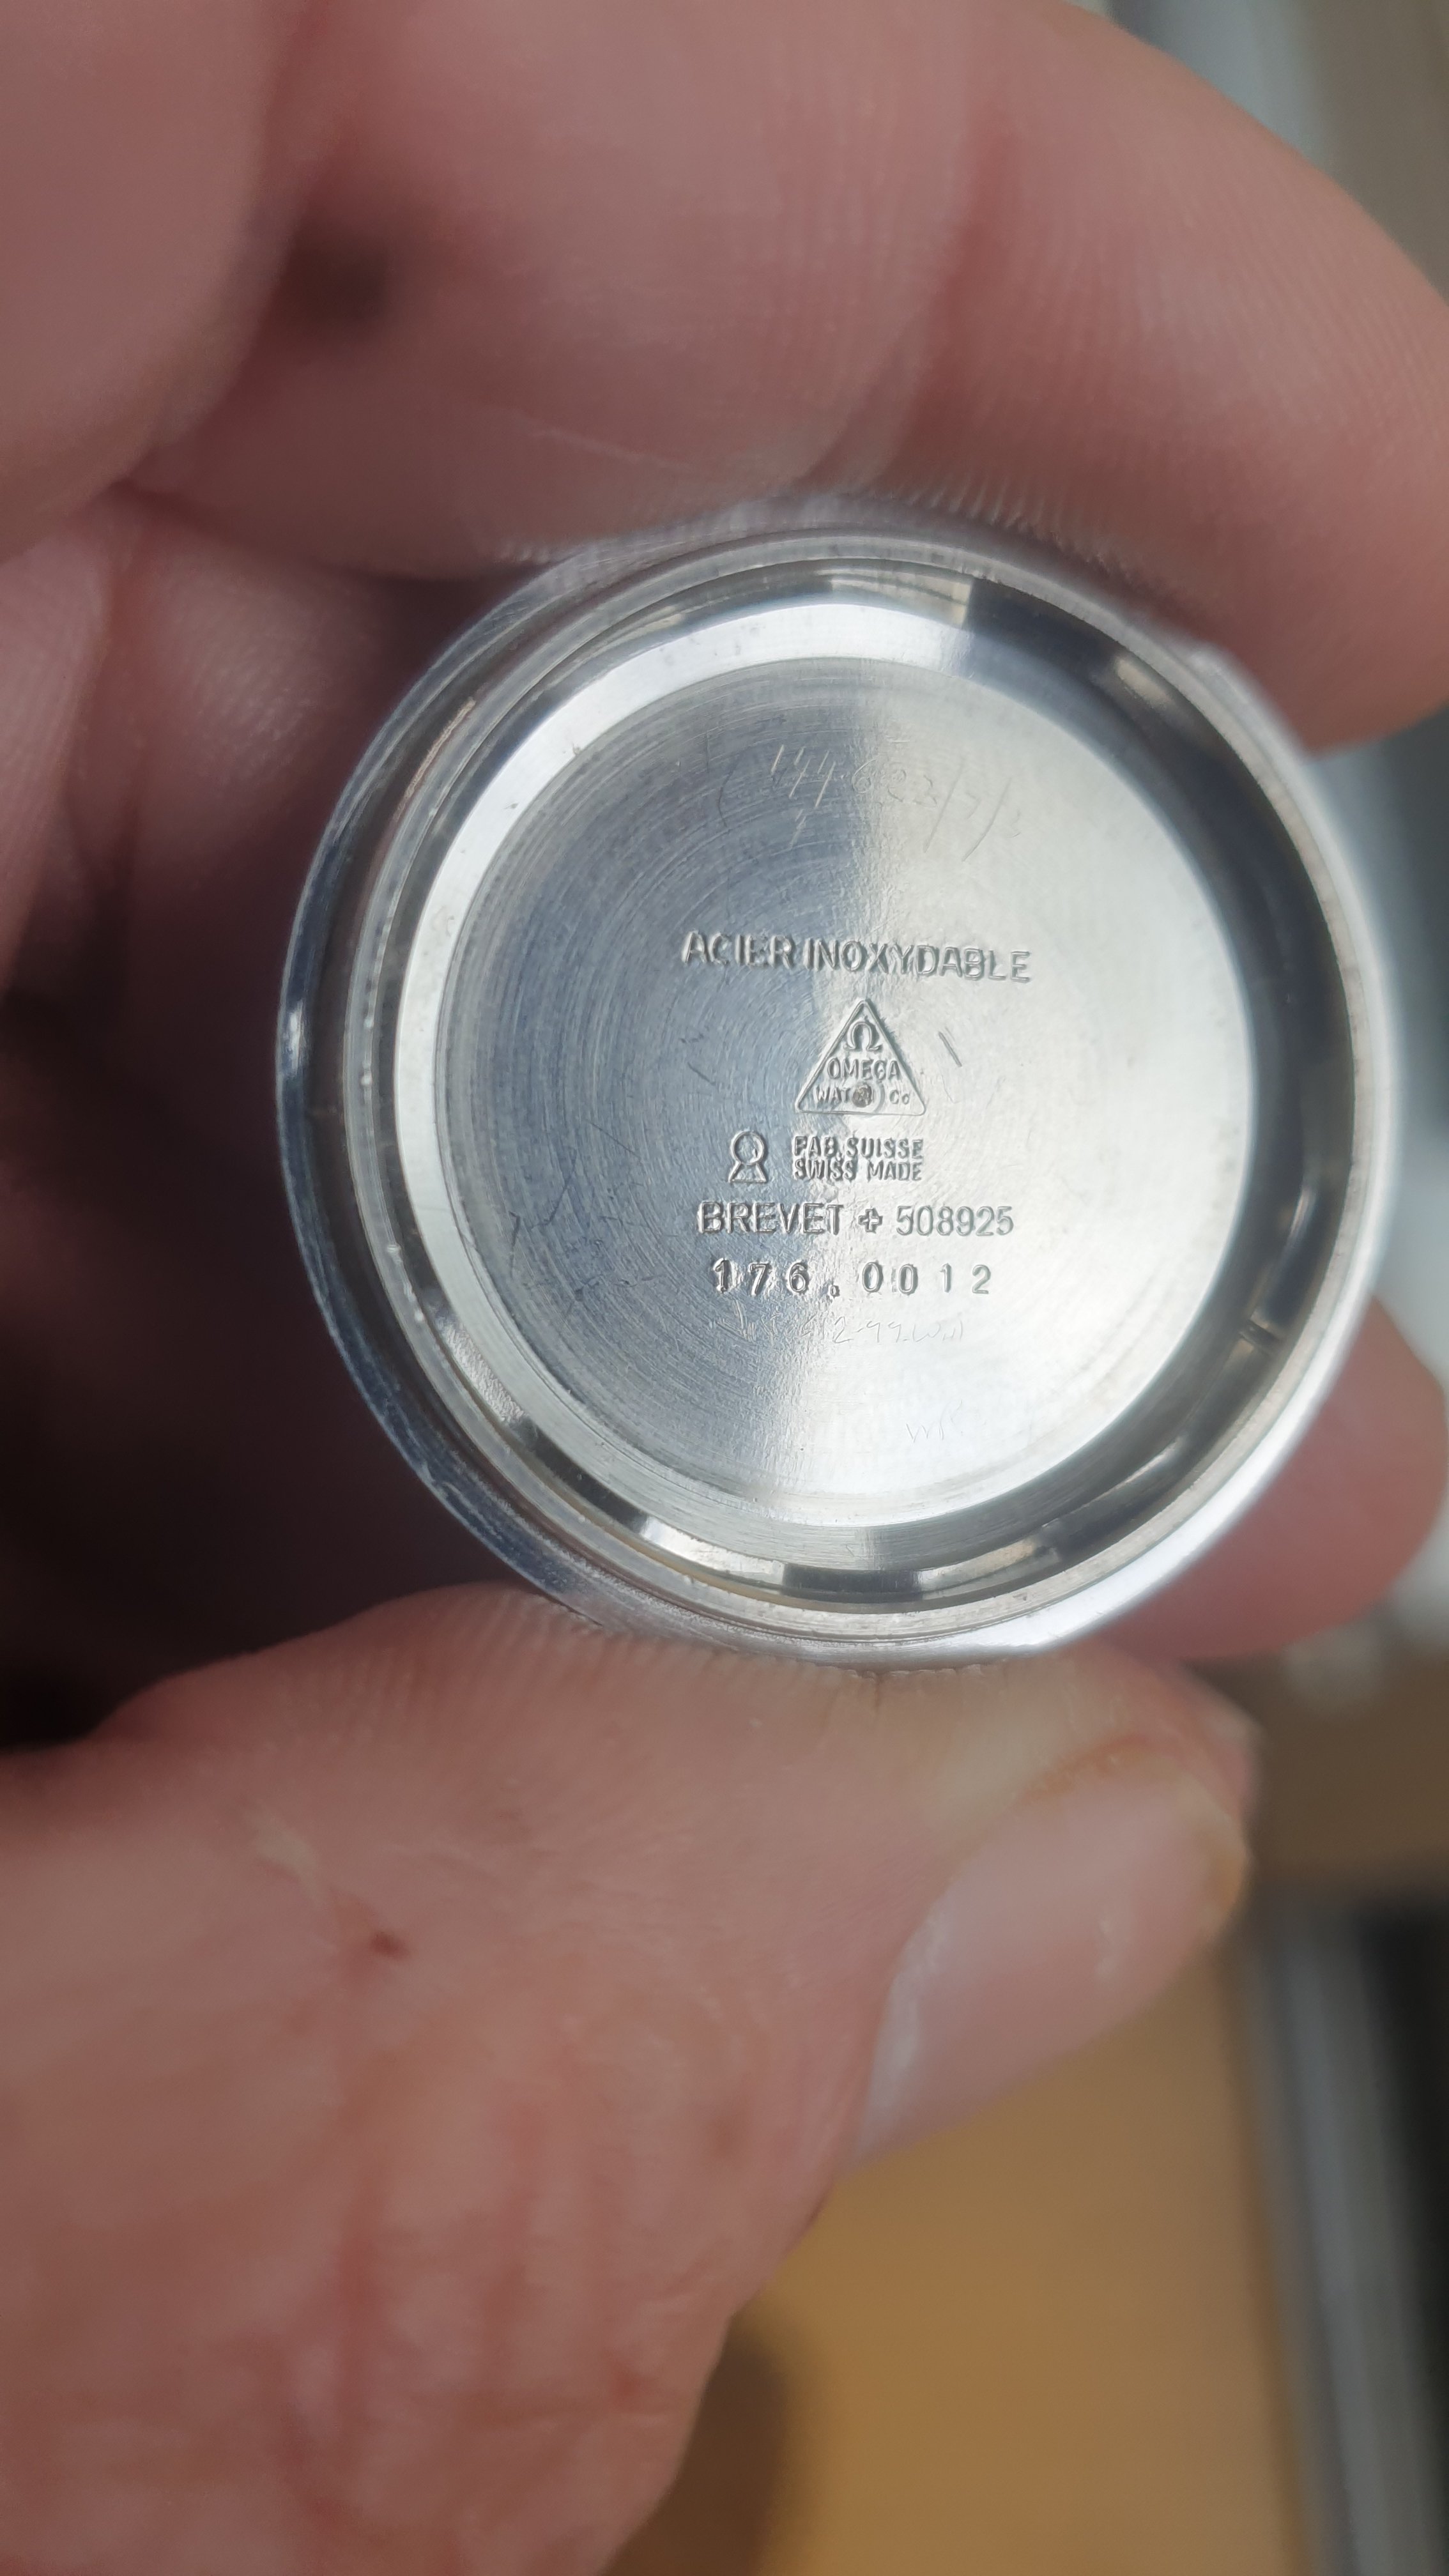 ACIER INOXYDABLE
Ω
OMEGA
WATCH Co
FAB. SUISSE
SWISS MADE
BREVET + 508925
176.0012